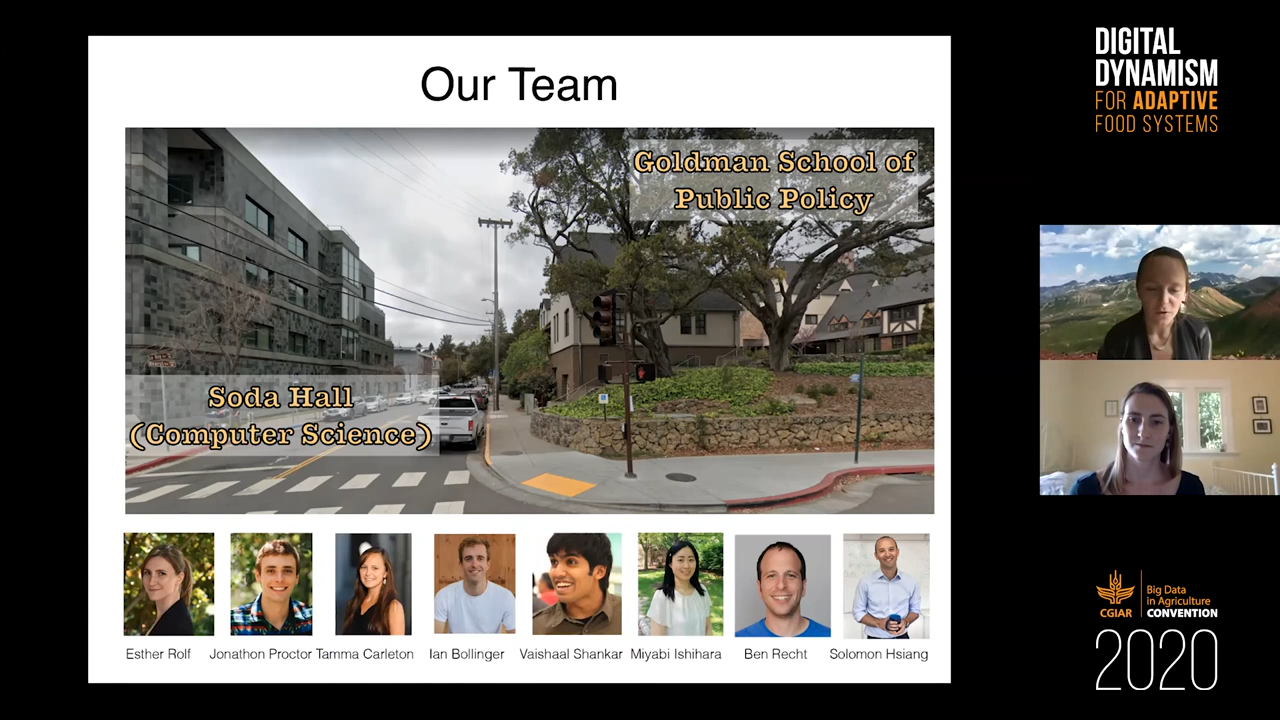 Our Team
Goldman School of
Public Policy
Soda Hall
(Computer Science)
Esther Rolf
Jonathon Proctor
Tamma Carleton
Ian Bollinger
Vaishaal Shankar
Miyabi Ishihara
Ben Recht
Solomon Hsiang
DIGITAL
DYNAMISM
FOR ADAPTIVE
FOOD SYSTEMS
CGIAR
Big Data
in Agriculture
CONVENTION
2020